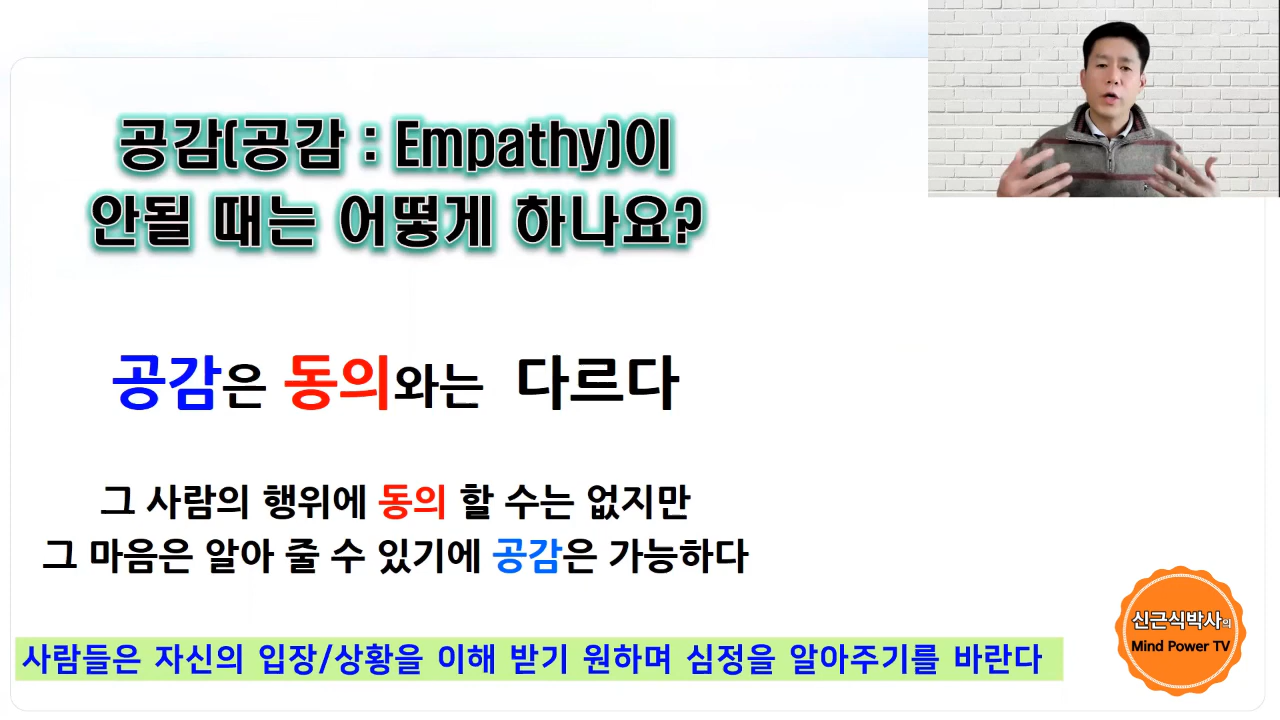 공감(공감 : Empathy)이
안될 때는 어떻게 하나요?
공감은 동의와는 다르다
그 사람의 행위에 동의 할 수는 없지만
그 마음은 알아 줄 수 있기에 공감은 가능하다
사람들은 자신의 입장/상황을 이해 받기 원하며 심정을 알아주기를 바란다
신근식박사의
Mind Power TV